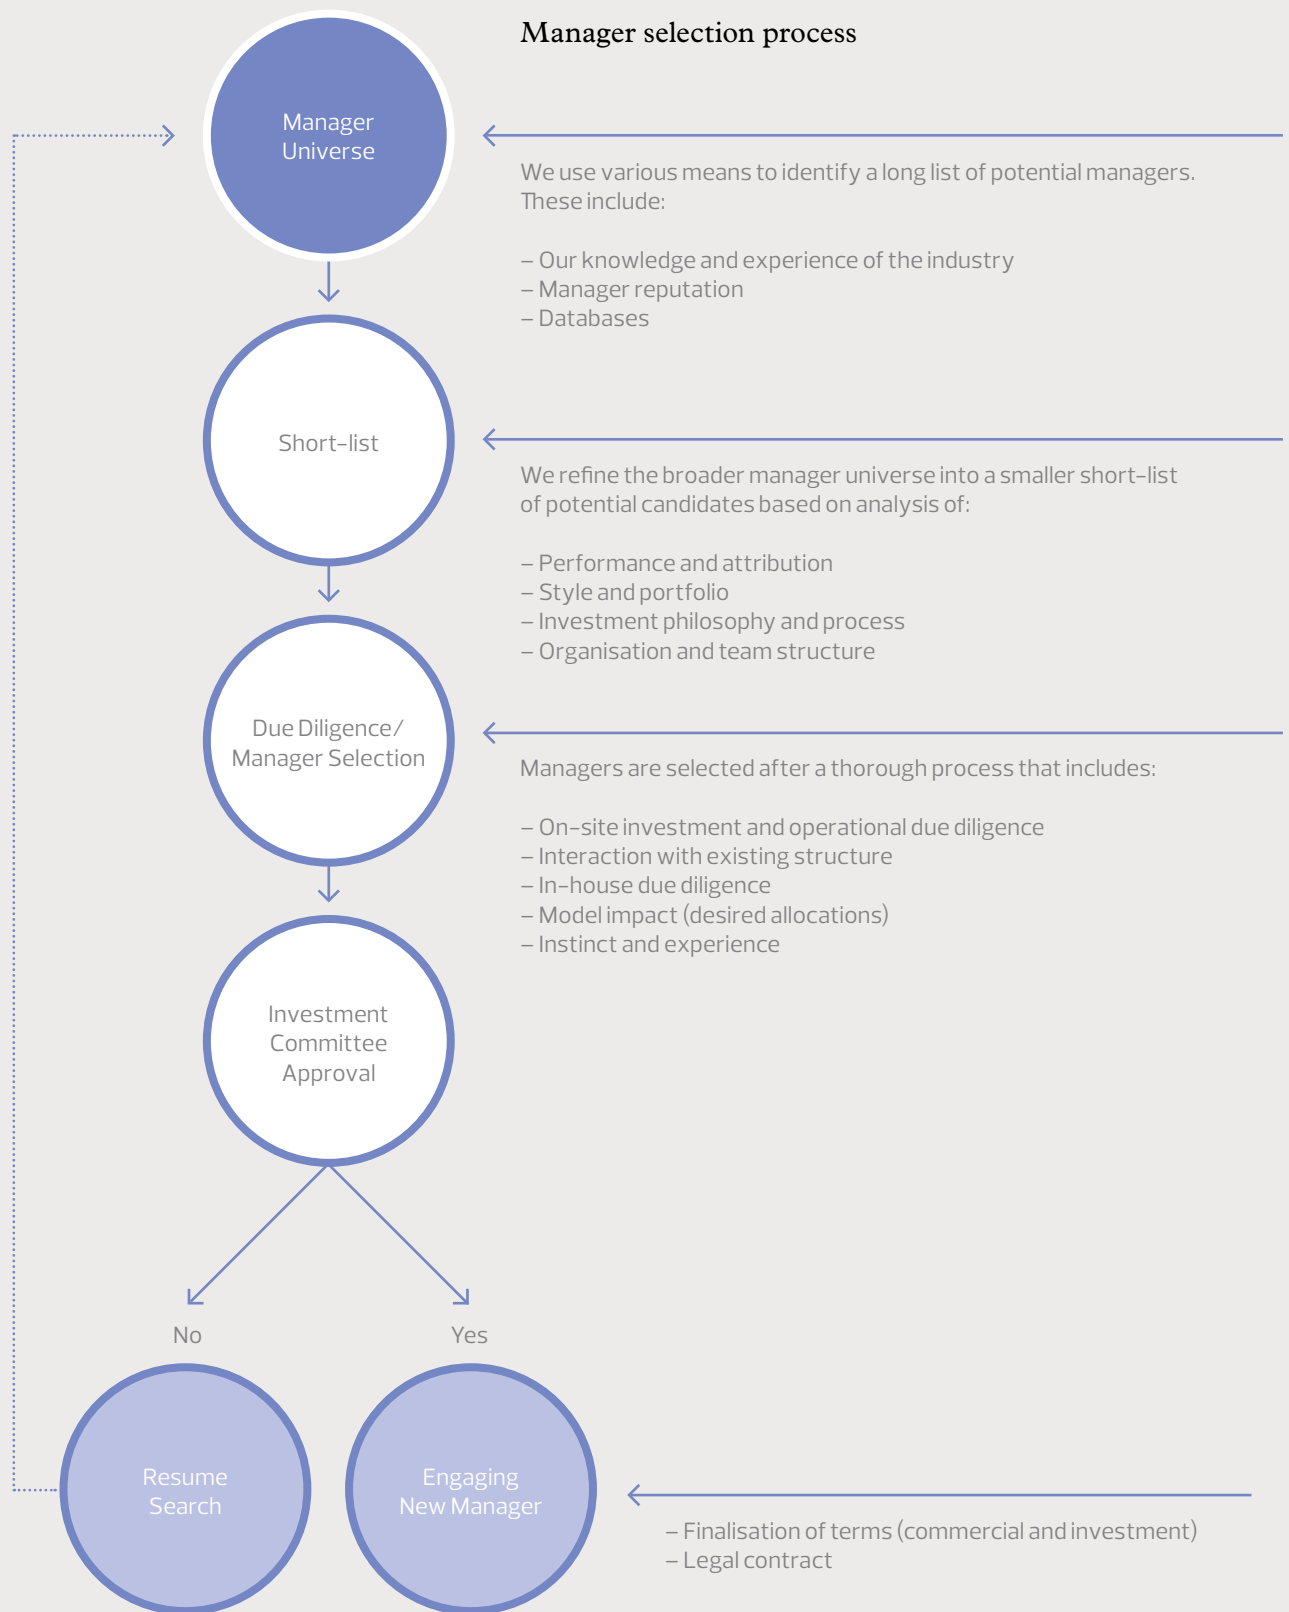 Manager selection process
Manager
Universe
We use various means to identify a long list of potential managers.
These include:
– Our knowledge and experience of the industry
– Manager reputation
– Databases
Short-list
We refine the broader manager universe into a smaller short-list
of potential candidates based on analysis of:
– Performance and attribution
– Style and portfolio
– Investment philosophy and process
– Organisation and team structure
Due Diligence/
Manager Selection
Managers are selected after a thorough process that includes:
– On-site investment and operational due diligence
– Interaction with existing structure
– In-house due diligence
– Model impact (desired allocations)
– Instinct and experience
Investment
Committee
Approval
No
Yes
Resume
Search
Engaging
New Manager
– Finalisation of terms (commercial and investment)
– Legal contract